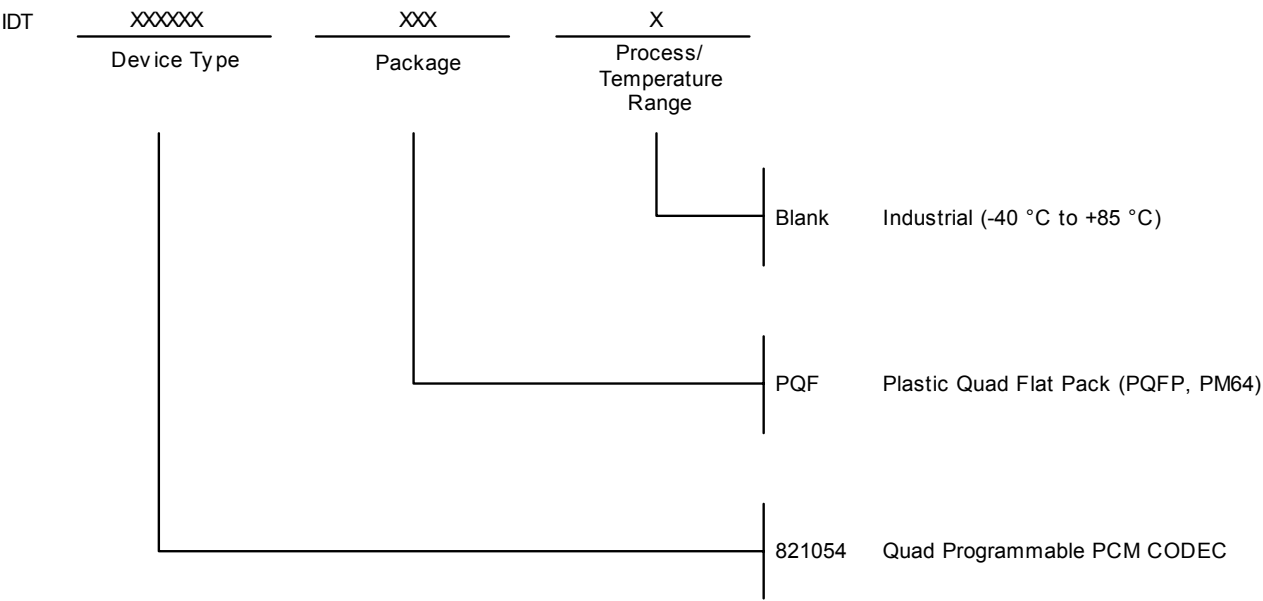 IDT XXXXXX XXX X
Device Type Package Process/
Temperature
Range
Blank Industrial (-40 °C to +85 °C)
PQF Plastic Quad Flat Pack (PQFP, PM64)
821054 Quad Programmable PCM CODEC